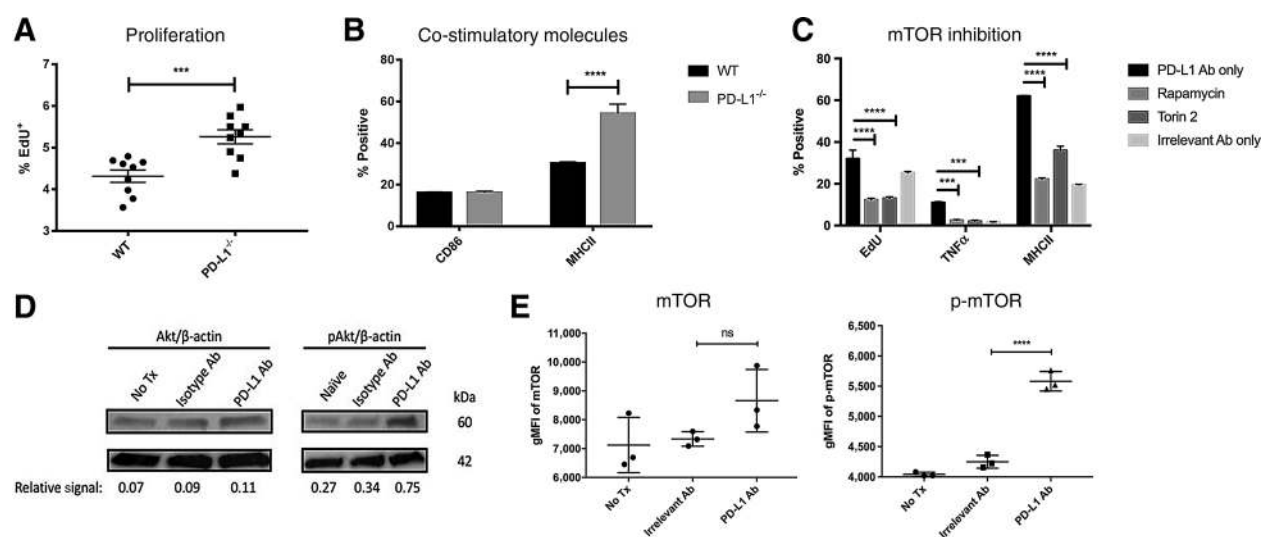 A
Proliferation
***
% EdU+
6
5
4
3
WT
PD-L1-/-
B
Co-stimulatory molecules
****
% Positive
80
60
40
20
0
CD86
MHCII
WT
PD-L1-/-
C
mTOR inhibition
% Positive
80
60
40
20
0
****
****
***
***
****
****
EdU
TNFα
MHCII
PD-L1 Ab only
Rapamycin
Torin 2
Irrelevant Ab only
D
Akt/β-actin
No Tx
Isotype Ab
PD-L1 Ab
pAkt/β-actin
Naïve
Isotype Ab
PD-L1 Ab
kDa
60
42
Relative signal: 0.07 0.09 0.11 0.27 0.34 0.75
E
mTOR
gMFI of mTOR
11,000
10,000
9,000
8,000
7,000
6,000
ns
No Tx
Irrelevant Ab
PD-L1 Ab
p-mTOR
gMFI of p-mTOR
6,500
6,000
5,500
5,000
4,250
4,000
****
No Tx
Irrelevant Ab
PD-L1 Ab